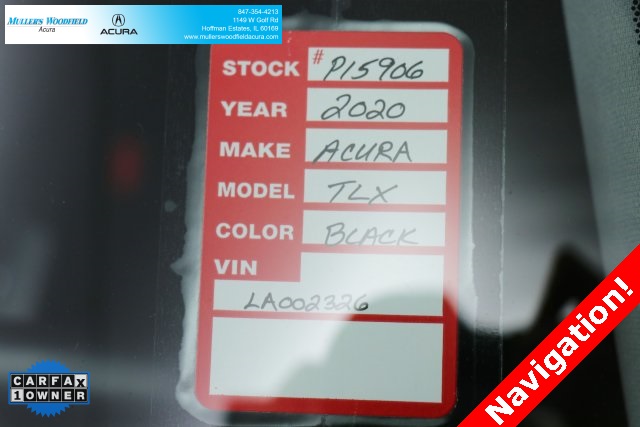 MULLER'S WOODFIELD
Acura
ACURA
847-354-4213
1149 W Golf Rd
Hoffman Estates, IL 60169
www.mullerswoodfieldacura.com
STOCK # P15906
YEAR 2020
MAKE ACURA
MODEL TLX
COLOR BLACK
VIN
LA002326
CARFAX
1 OWNER
Navigation!